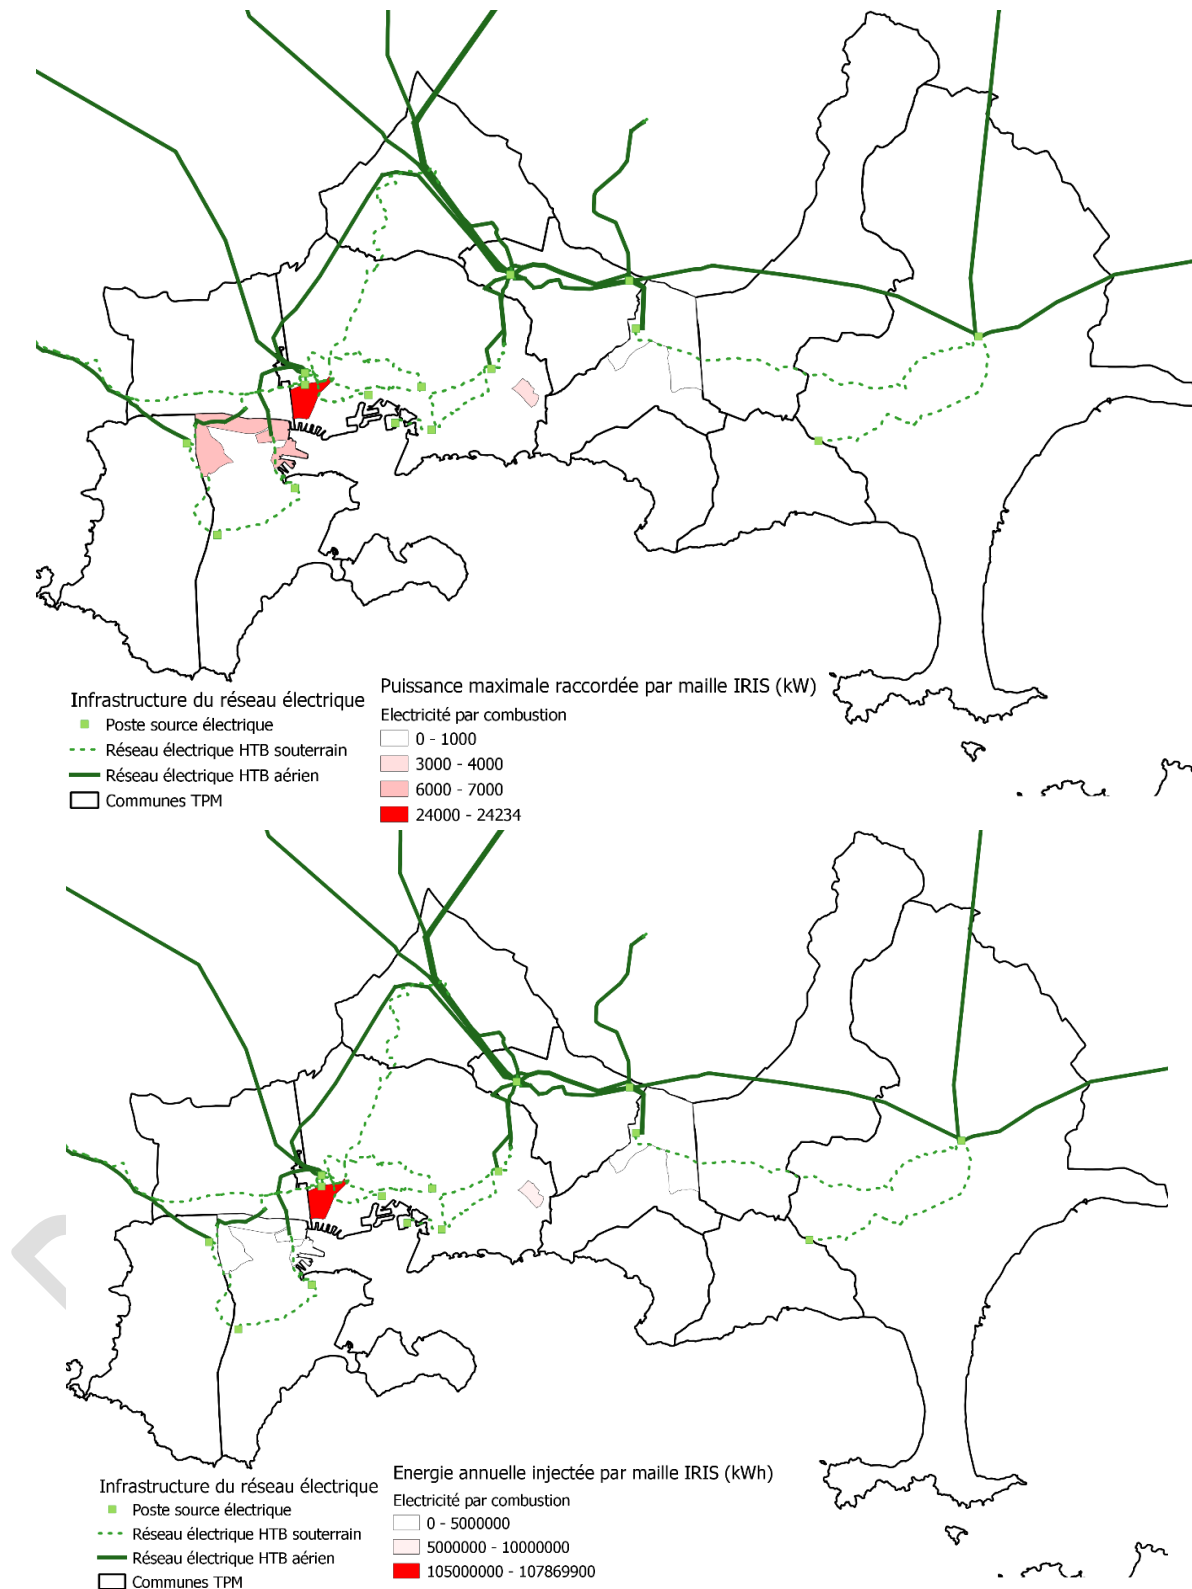 Infrastructure du réseau électrique
Poste source électrique
Réseau électrique HTB souterrain
Réseau électrique HTB aérien
Communes TPM
Puissance maximale raccordée par maille IRIS (kW)
Electricité par combustion
0 - 1000
3000 - 4000
6000 - 7000
24000 - 24234
Infrastructure du réseau électrique
Poste source électrique
Réseau électrique HTB souterrain
Réseau électrique HTB aérien
Communes TPM
Energie annuelle injectée par maille IRIS (kWh)
Electricité par combustion
0 - 5000000
5000000 - 10000000
105000000 - 107869900